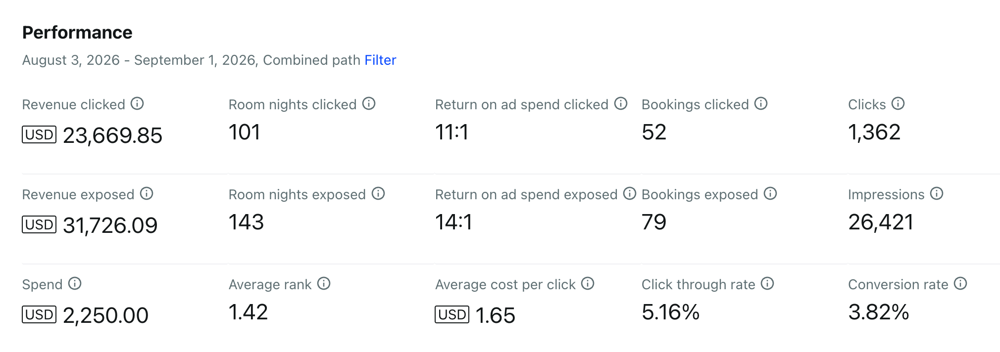 Performance
August 3, 2026 - September 1, 2026, Combined path Filter
Revenue clicked
USD 23,669.85
Room nights clicked
101
Return on ad spend clicked
11:1
Bookings clicked
52
Clicks
1,362
Revenue exposed
USD 31,726.09
Room nights exposed
143
Return on ad spend exposed
14:1
Bookings exposed
79
Impressions
26,421
Spend
USD 2,250.00
Average rank
1.42
Average cost per click
USD 1.65
Click through rate
5.16%
Conversion rate
3.82%